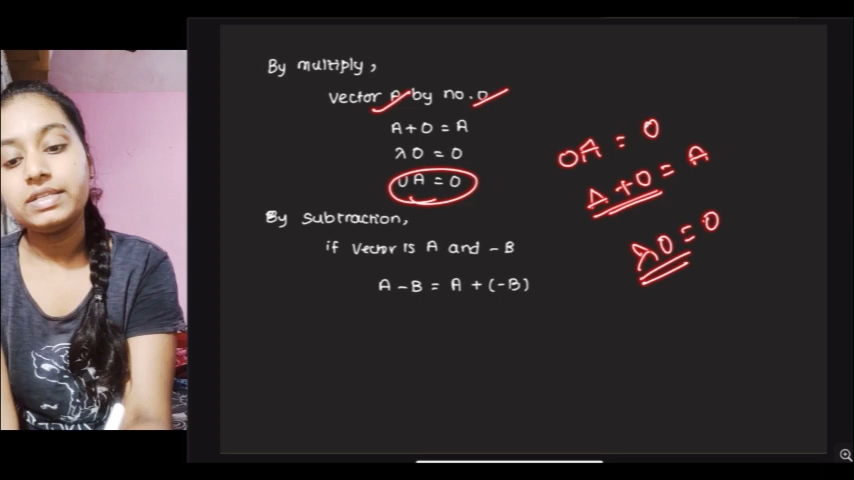 By multiply,
vector A by no. 0
A+0 = A
λ0 = 0
0A = 0
By subtraction,
if vector is A and -B
A - B = A + (-B)
0A = 0
A + 0 = A
λ0 = 0